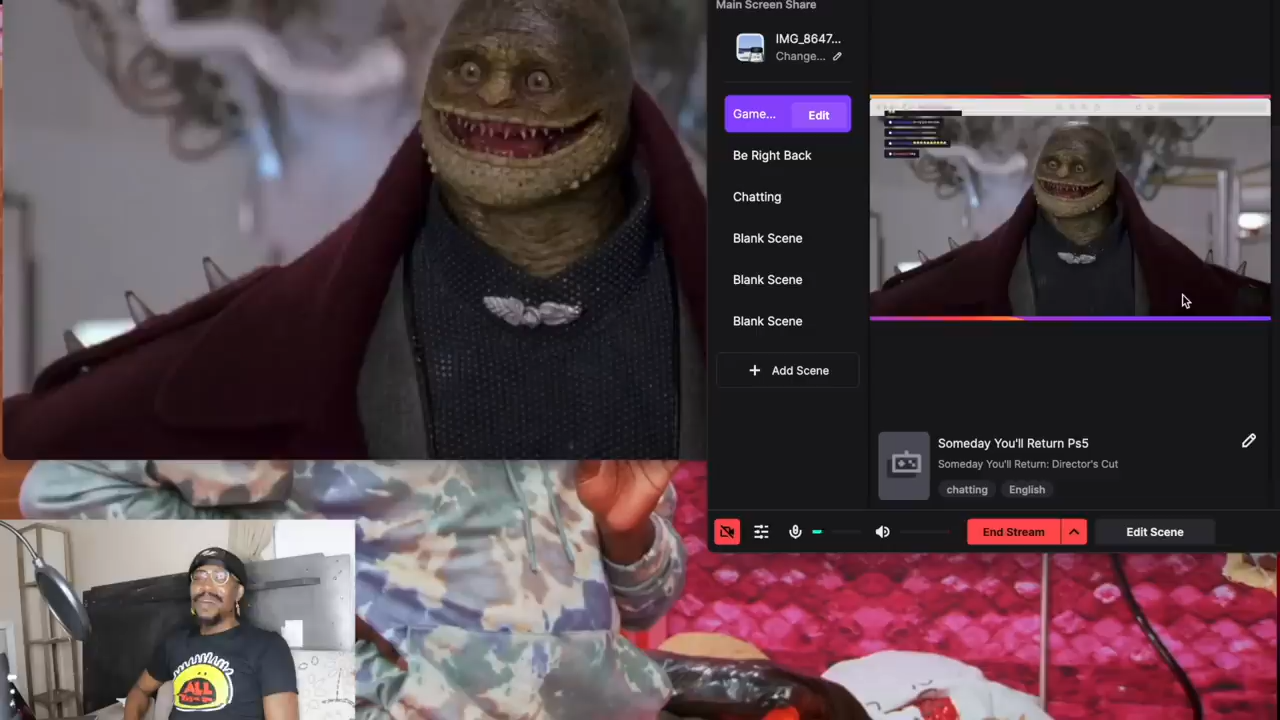 Main Screen Share
IMG_8647...
Change...
Game...
Edit
Be Right Back
Chatting
Blank Scene
Blank Scene
Blank Scene
+ Add Scene
Someday You'll Return Ps5
Someday You'll Return: Director's Cut
chatting
English
End Stream
Edit Scene
ALL